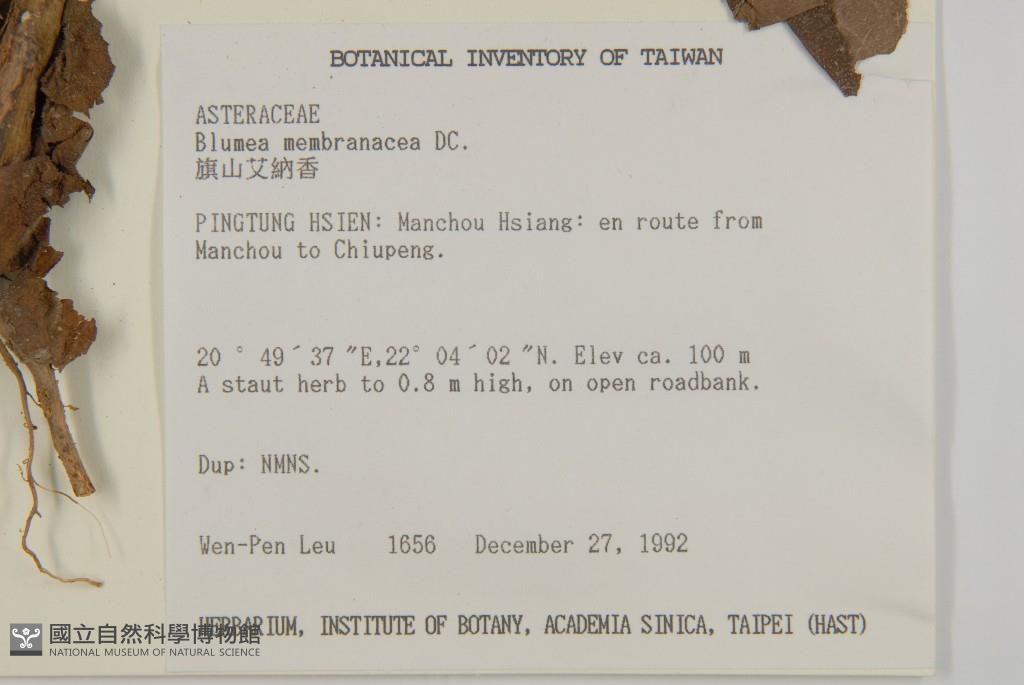 BOTANICAL INVENTORY OF TAIWAN
ASTERACEAE
Blumea membranacea DC.
旗山艾納香
PINGTUNG HSIEN: Manchou Hsiang: en route from
Manchou to Chiupeng.
20 ° 49 ´ 37 ˝E,22° 04 ´ 02 ˝N. Elev ca. 100 m
A staut herb to 0.8 m high, on open roadbank.
Dup: NMNS.
Wen-Pen Leu 1656 December 27, 1992
HERBARIUM, INSTITUTE OF BOTANY, ACADEMIA SINICA, TAIPEI (HAST)
國立自然科學博物館
NATIONAL MUSEUM OF NATURAL SCIENCE